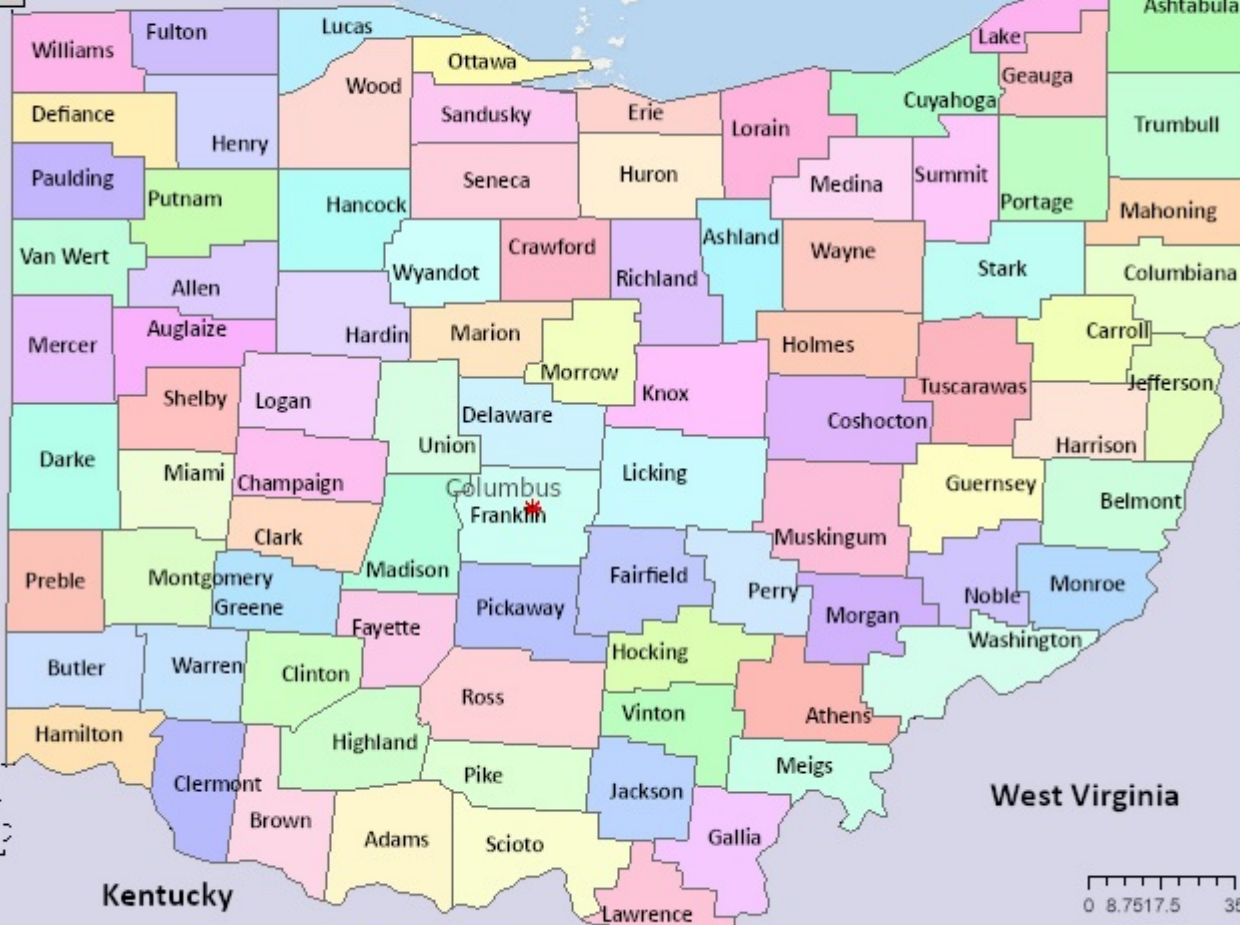 Ashtabula
Williams
Fulton
Lucas
Lake
Ottawa
Wood
Geauga
Defiance
Sandusky
Erie
Cuyahoga
Henry
Lorain
Trumbull
Paulding
Putnam
Seneca
Huron
Medina
Summit
Hancock
Portage
Mahoning
Van Wert
Crawford
Ashland
Wayne
Allen
Wyandot
Richland
Stark
Columbiana
Mercer
Auglaize
Hardin
Marion
Holmes
Carroll
Morrow
Shelby
Logan
Knox
Tuscarawas
Jefferson
Delaware
Coshocton
Darke
Union
Harrison
Miami
Champaign
Licking
Guernsey
Columbus
Franklin
Belmont
Clark
Muskingum
Preble
Montgomery
Madison
Fairfield
Perry
Noble
Monroe
Greene
Pickaway
Morgan
Fayette
Washington
Butler
Warren
Clinton
Hocking
Ross
Hamilton
Vinton
Athens
Highland
Clermont
Pike
Jackson
Meigs
West Virginia
Brown
Adams
Scioto
Gallia
Kentucky
Lawrence
0 8.7517.5 35